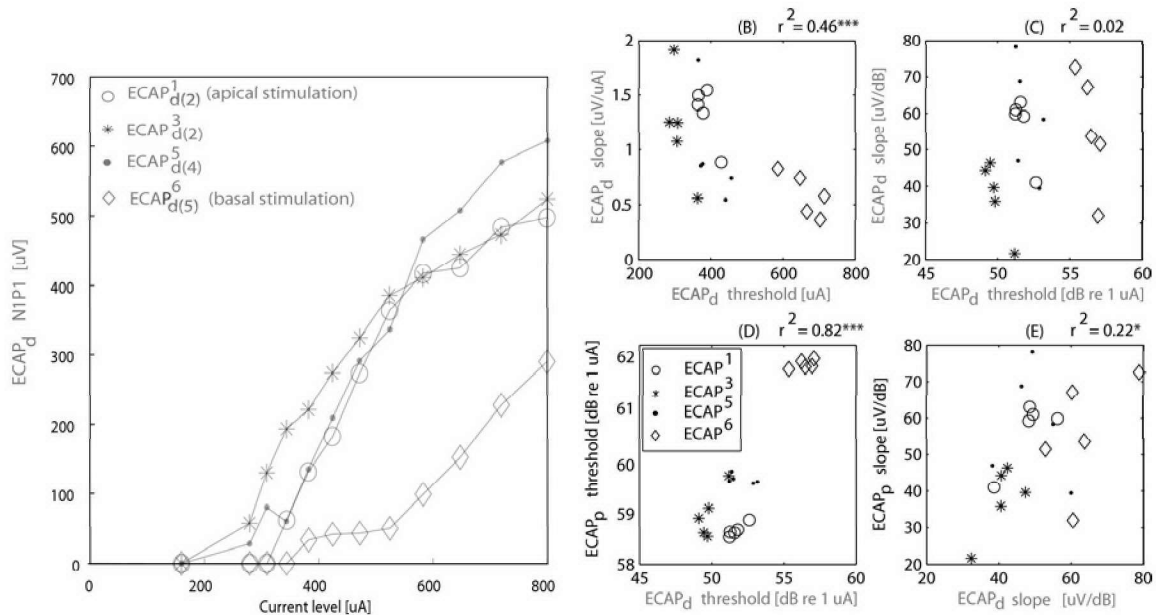 700
600
500
400
300
200
100
0
ECAPd N1P1 [uV]
ECAP1d(2) (apical stimulation)
ECAP3d(2)
ECAP5d(4)
ECAP6d(5) (basal stimulation)
0 200 400 600 800
Current level [uA]
(B) r2 = 0.46***
2
1.5
1
0.5
0
ECAPd slope [uV/uA]
200 400 600 800
ECAPd threshold [uA]
(C) r2 = 0.02
80
70
60
50
40
30
20
ECAPd slope [uV/dB]
45 50 55 60
ECAPd threshold [dB re 1 uA]
(D) r2 = 0.82***
62
61
60
59
58
ECAPp threshold [dB re 1 uA]
ECAP1
ECAP3
ECAP5
ECAP6
45 50 55 60
ECAPd threshold [dB re 1 uA]
(E) r2 = 0.22*
80
70
60
50
40
30
20
ECAPp slope [uV/dB]
20 40 60 80
ECAPd slope [uV/dB]